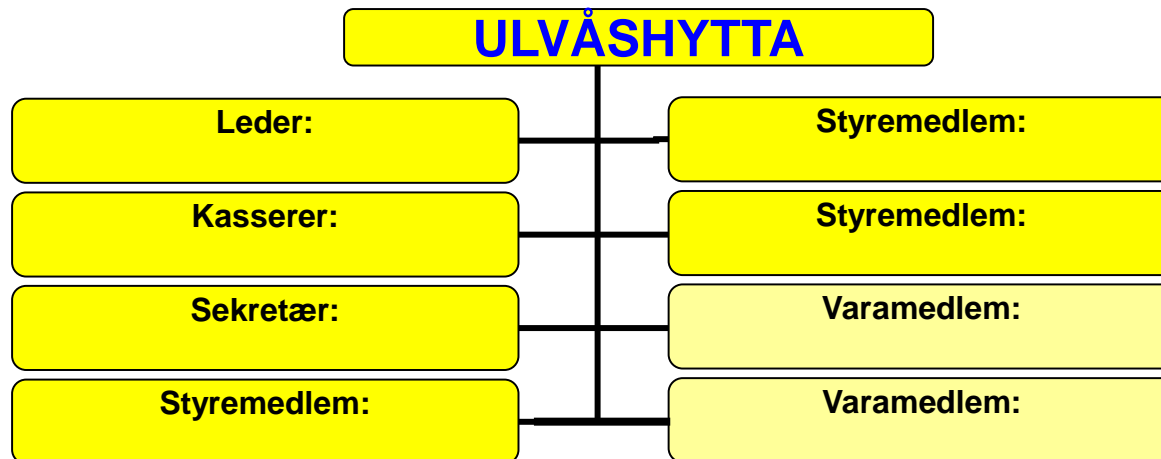 ULVÅSHYTTA
Leder:
Styremedlem:
Kasserer:
Styremedlem:
Sekretær:
Varamedlem:
Styremedlem:
Varamedlem: